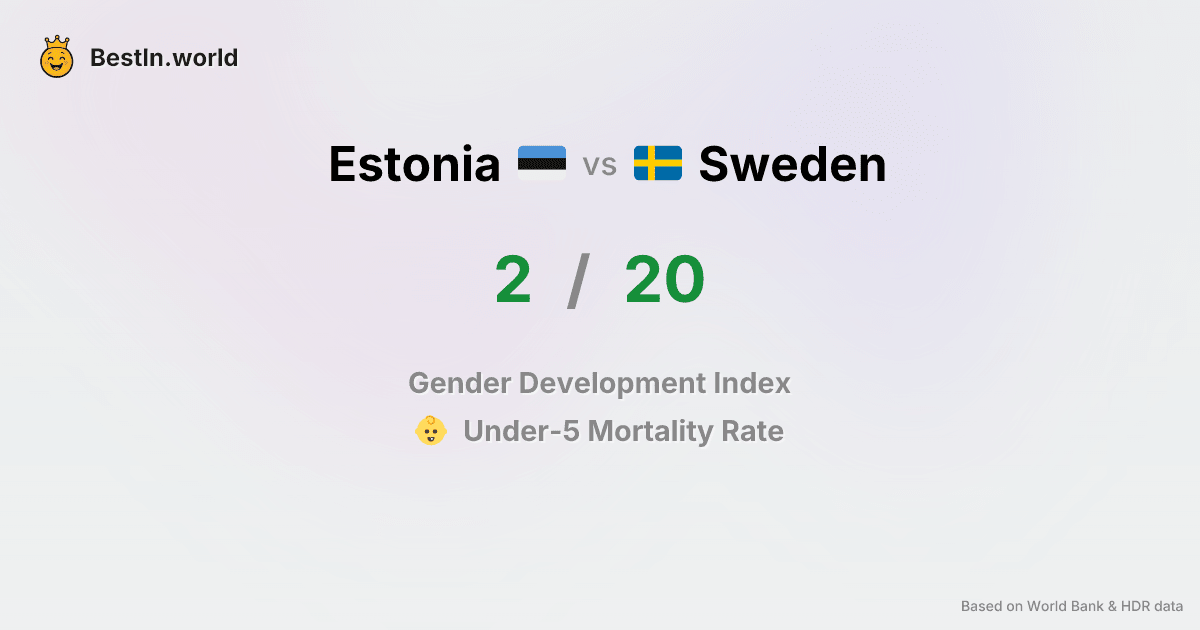 BestIn.world
Estonia vs Sweden
2 / 20
Gender Development Index
Under-5 Mortality Rate
Based on World Bank & HDR data